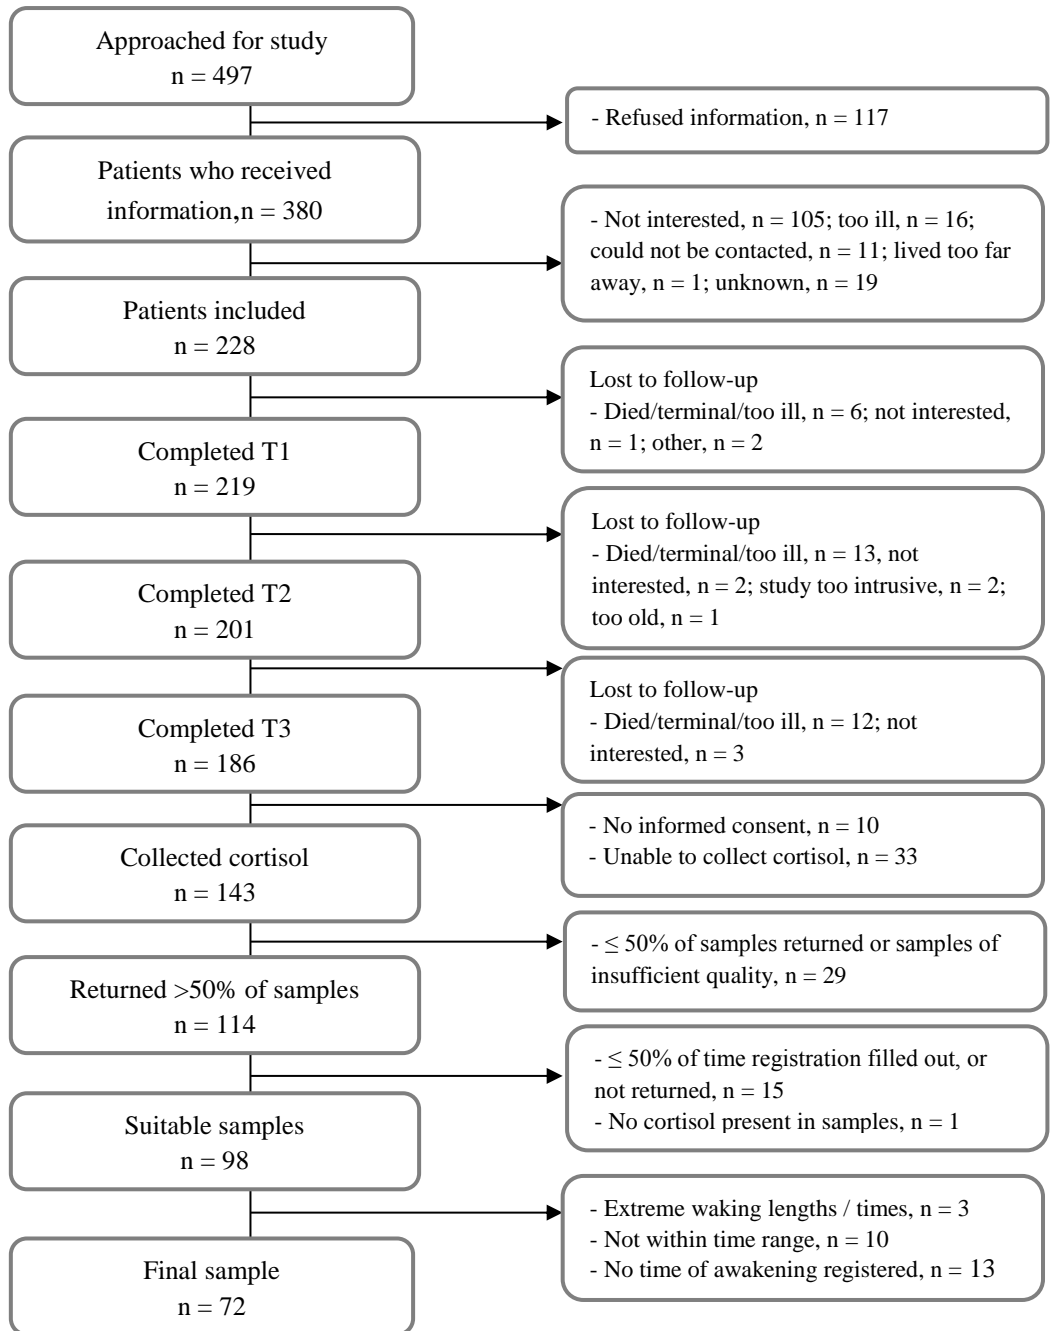 Approached for study
n = 497
- Refused information, n = 117
Patients who received
information,n = 380
- Not interested, n = 105; too ill, n = 16;
could not be contacted, n = 11; lived too far
away, n = 1; unknown, n = 19
Patients included
n = 228
Lost to follow-up
- Died/terminal/too ill, n = 6; not interested,
n = 1; other, n = 2
Completed T1
n = 219
Lost to follow-up
- Died/terminal/too ill, n = 13, not
interested, n = 2; study too intrusive, n = 2;
too old, n = 1
Completed T2
n = 201
Lost to follow-up
- Died/terminal/too ill, n = 12; not
interested, n = 3
Completed T3
n = 186
- No informed consent, n = 10
- Unable to collect cortisol, n = 33
Collected cortisol
n = 143
- ≤ 50% of samples returned or samples of
insufficient quality, n = 29
Returned >50% of samples
n = 114
- ≤ 50% of time registration filled out, or
not returned, n = 15
- No cortisol present in samples, n = 1
Suitable samples
n = 98
- Extreme waking lengths / times, n = 3
- Not within time range, n = 10
- No time of awakening registered, n = 13
Final sample
n = 72